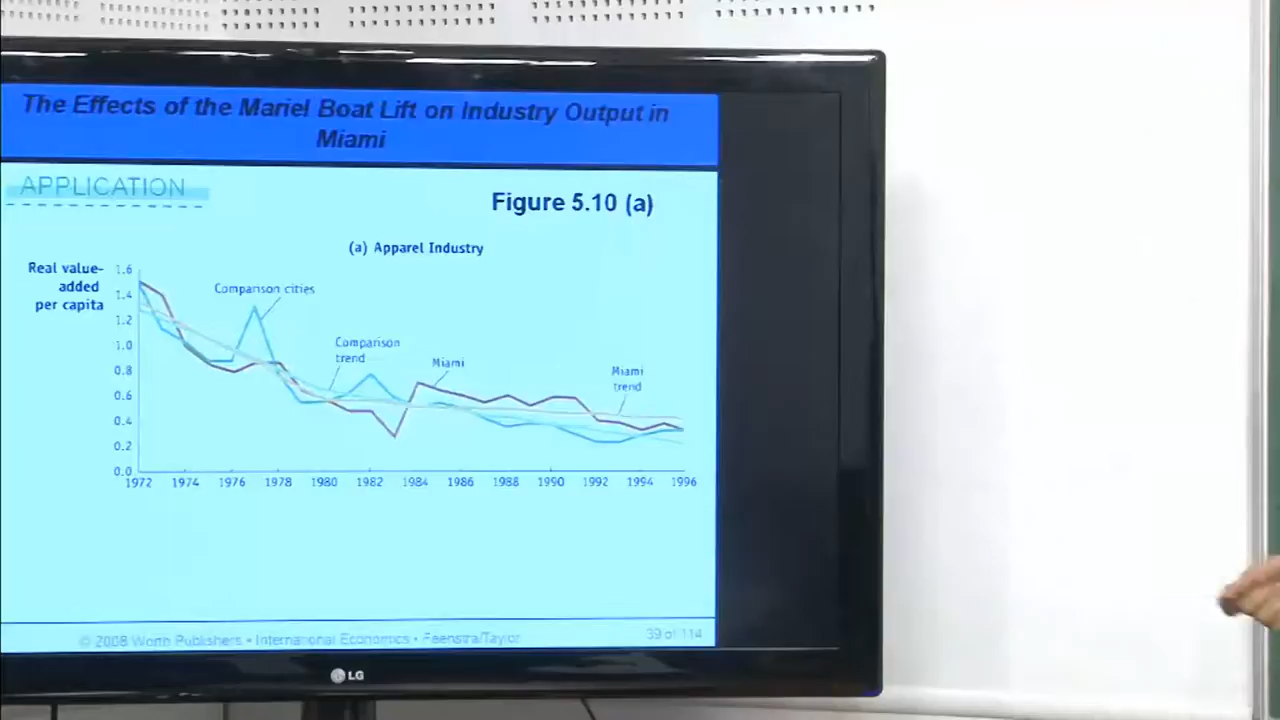 The Effects of the Mariel Boat Lift on Industry Output in
Miami
APPLICATION
Figure 5.10 (a)
(a) Apparel Industry
Real value-
added
per capita
1.6
1.4
1.2
1.0
0.8
0.6
0.4
0.2
0.0
Comparison cities
Comparison
trend
Miami
Miami
trend
1972 1974 1976 1978 1980 1982 1984 1986 1988 1990 1992 1994 1996
© 2008 Worth Publishers • International Economics • Feenstra/Taylor
39 of 114
LG